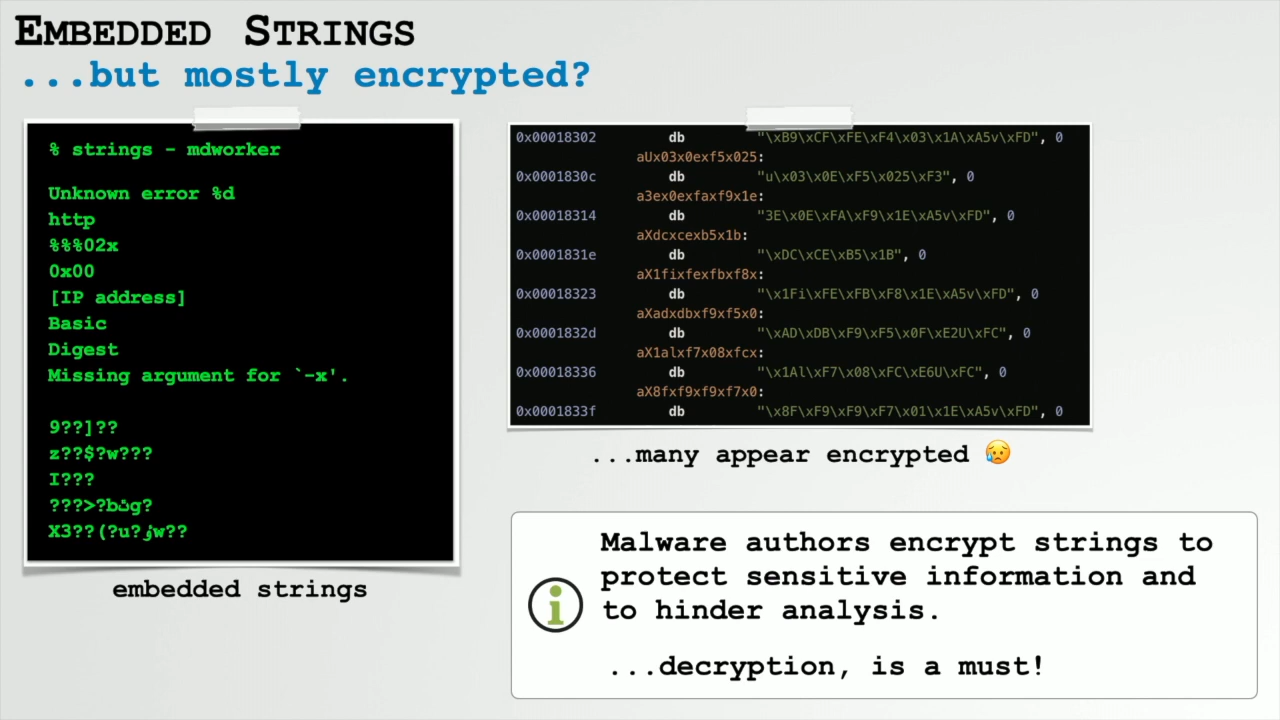 Embedded Strings
...but mostly encrypted?
% strings - mdworker
Unknown error %d
http
%%%02x
0x00
[IP address]
Basic
Digest
Missing argument for `-x'.
9??]??
z??$?w???
I???
???>?bڻg?
X3??(?u?ۏw??
embedded strings
0x00018302 db "\xB9\xCF\xFE\xF4\x03\x1A\xA5v\xFD", 0
aUx03x0exf5x025:
0x0001830c db "u\x03\x0E\xF5\x025\xF3", 0
a3ex0exfaxf9x1e:
0x00018314 db "3E\x0E\xFA\xF9\x1E\xA5v\xFD", 0
aXdcxcexb5x1b:
0x0001831e db "\xDC\xCE\xB5\x1B", 0
aX1fixfexfbxf8x:
0x00018323 db "\x1Fi\xFE\xFB\xF8\x1E\xA5v\xFD", 0
aXadxdbxf9xf5x0:
0x0001832d db "\xAD\xDB\xF9\xF5\x0F\xE2U\xFC", 0
aX1alxf7x08xfcx:
0x00018336 db "\x1Al\xF7\x08\xFC\xE6U\xFC", 0
aX8fxf9xf9xf7x0:
0x0001833f db "\x8F\xF9\xF9\xF7\x01\x1E\xA5v\xFD", 0
...many appear encrypted 😥
Malware authors encrypt strings to
protect sensitive information and
to hinder analysis.
...decryption, is a must!